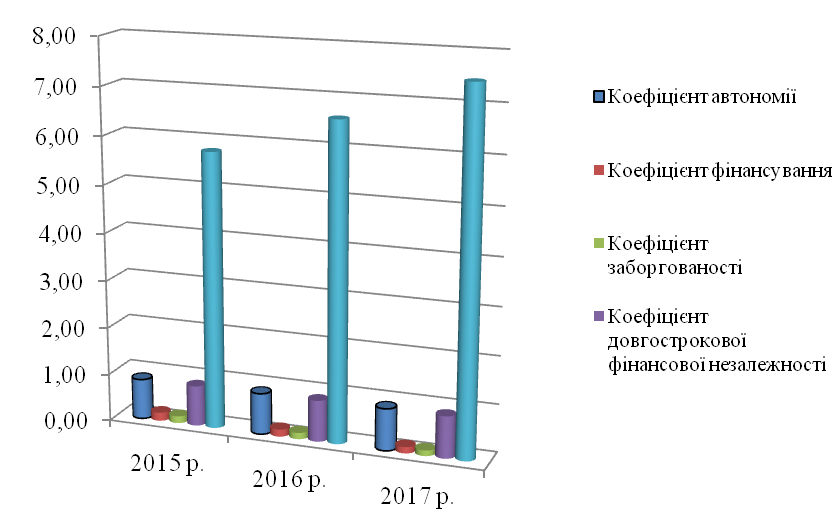 8,00
7,00
6,00
5,00
4,00
3,00
2,00
1,00
0,00
2015 р.
2016 р.
2017 р.
Коефіцієнт автономії
Коефіцієнт фінансування
Коефіцієнт
заборгованості
Коефіцієнт
довгострокової
фінансової незалежності